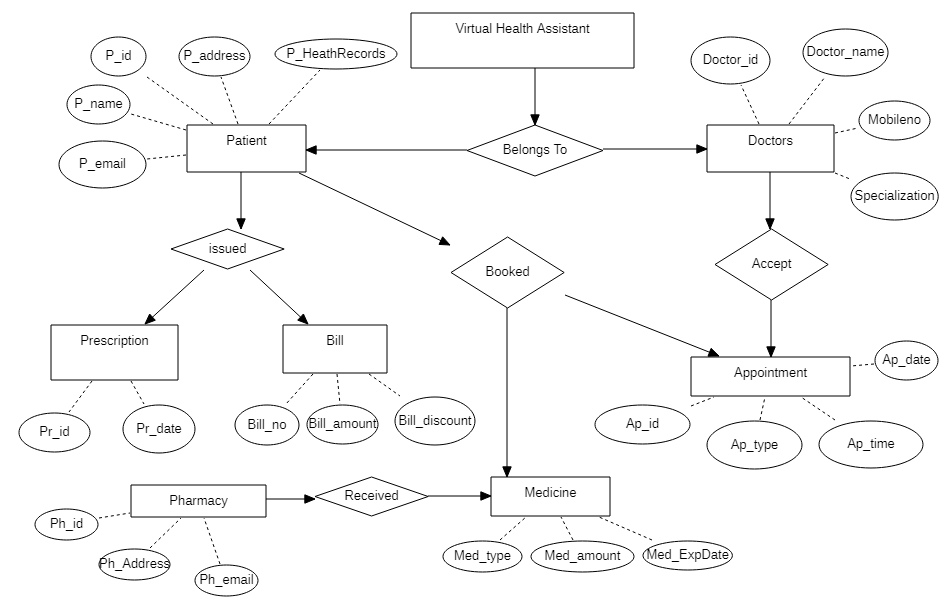 Virtual Health Assistant
P_id
P_address
P_HeathRecords
Doctor_id
Doctor_name
P_name
Patient
Belongs To
Doctors
Mobileno
P_email
Specialization
issued
Booked
Accept
Prescription
Bill
Appointment
Ap_date
Pr_id
Pr_date
Bill_no
Bill_amount
Bill_discount
Ap_id
Ap_type
Ap_time
Pharmacy
Received
Medicine
Ph_id
Ph_Address
Ph_email
Med_type
Med_amount
Med_ExpDate